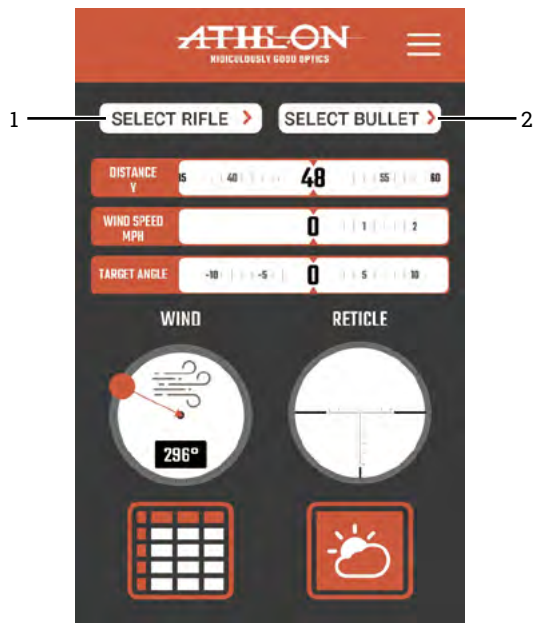 ATHLON
RIDICULOUSLY GOOD OPTICS
1 SELECT RIFLE > SELECT BULLET > 2
DISTANCE 35 40 48 55 60
Y
WIND SPEED 0 1 2
MPH
TARGET ANGLE -10 -5 0 5 10
WIND RETICLE
296°